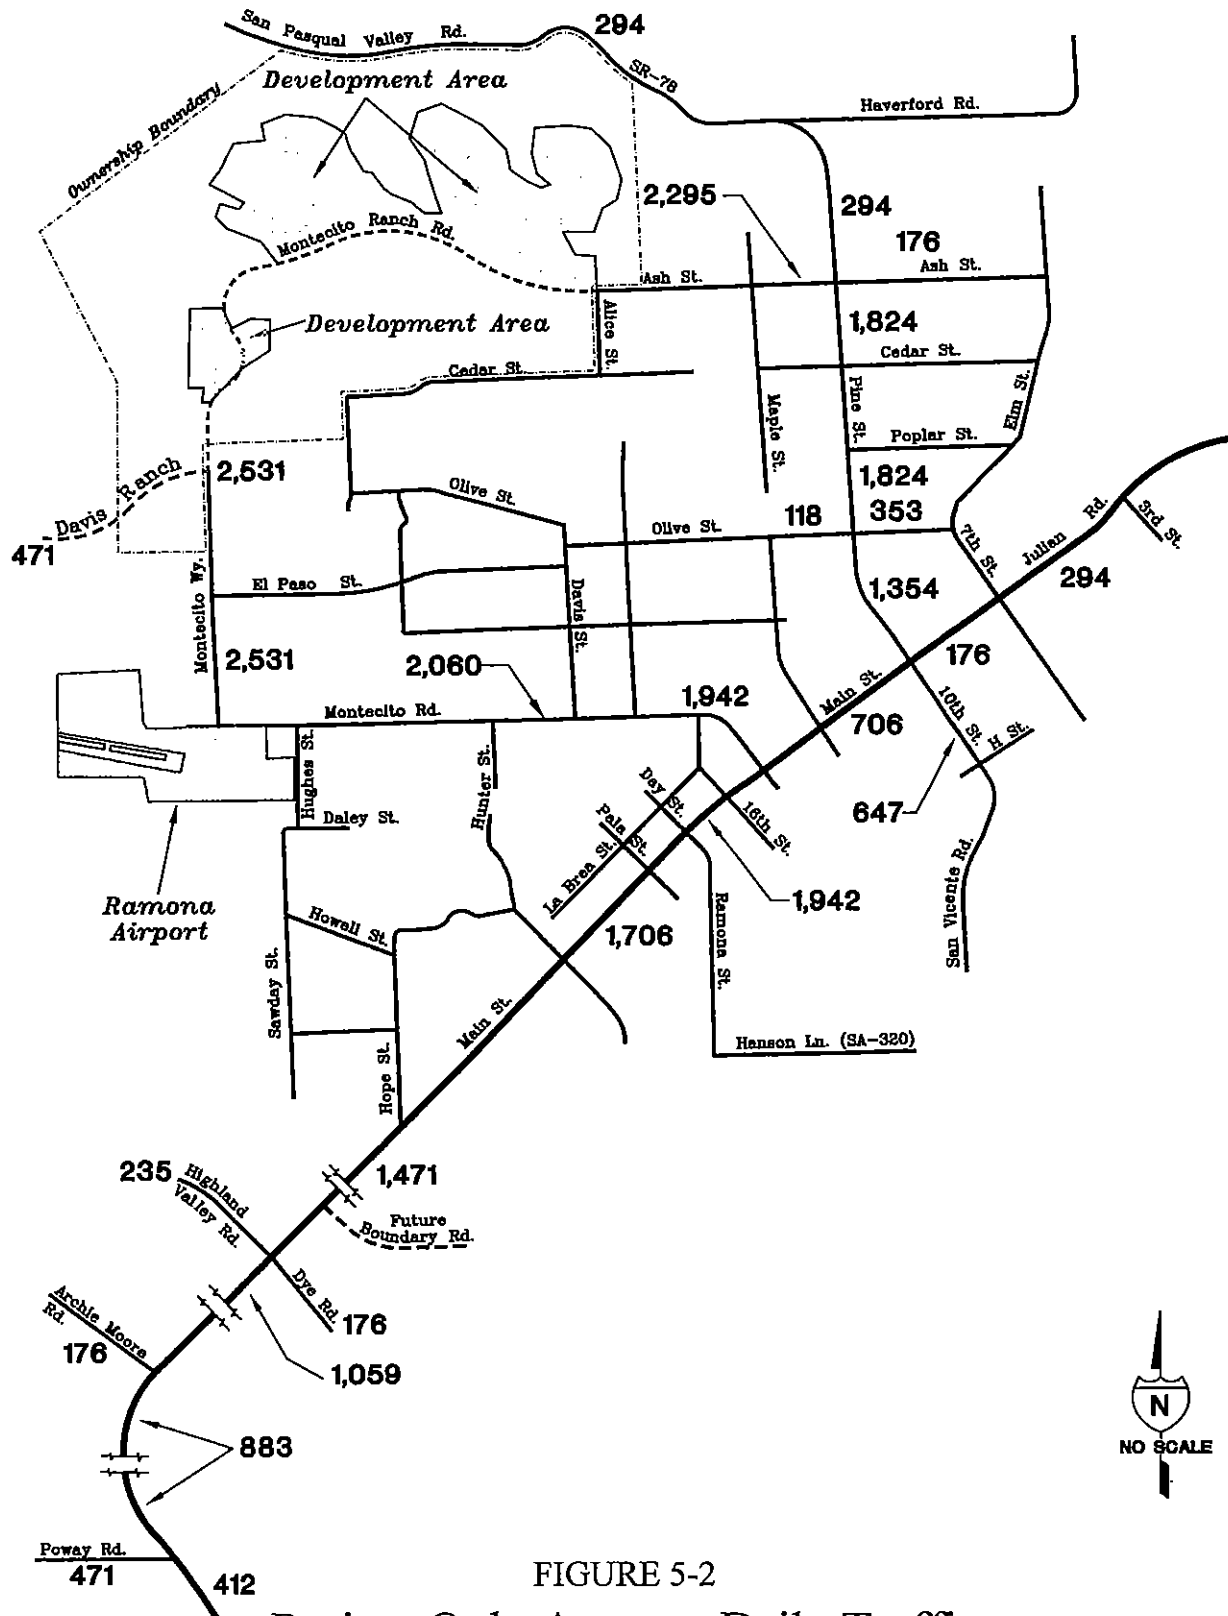 San Pasqual Valley Rd.
294
SR-78
Development Area
Haverford Rd.
Ownership Boundary
2,295
294
176
Montecito Ranch Rd.
Ash St.
Ash St.
Alice St.
Development Area
1,824
Cedar St.
Cedar St.
Maple St.
Pine St.
Elm St.
Poplar St.
2,531
1,824
Davis Ranch
471
Olive St.
Olive St.
118
353
7th St.
Julian Rd.
3rd St.
Montecito Wy.
El Paso St.
Davis St.
1,354
294
2,531
2,060
1,942
176
Montecito Rd.
Main St.
706
10th St.
H St.
Hughes St.
Hunter St.
Day St.
Pala St.
16th St.
647
Daley St.
La Brea St.
San Vicente Rd.
Ramona
Airport
Howell St.
1,942
Ramona St.
1,706
Sawday St.
Main St.
Hope St.
Hanson Ln. (SA-320)
235
Highland
Valley Rd.
1,471
Future
Boundary Rd.
Dye Rd.
176
Archie Moore
Rd.
176
1,059
883
N
NO SCALE
Poway Rd.
471
412
FIGURE 5-2